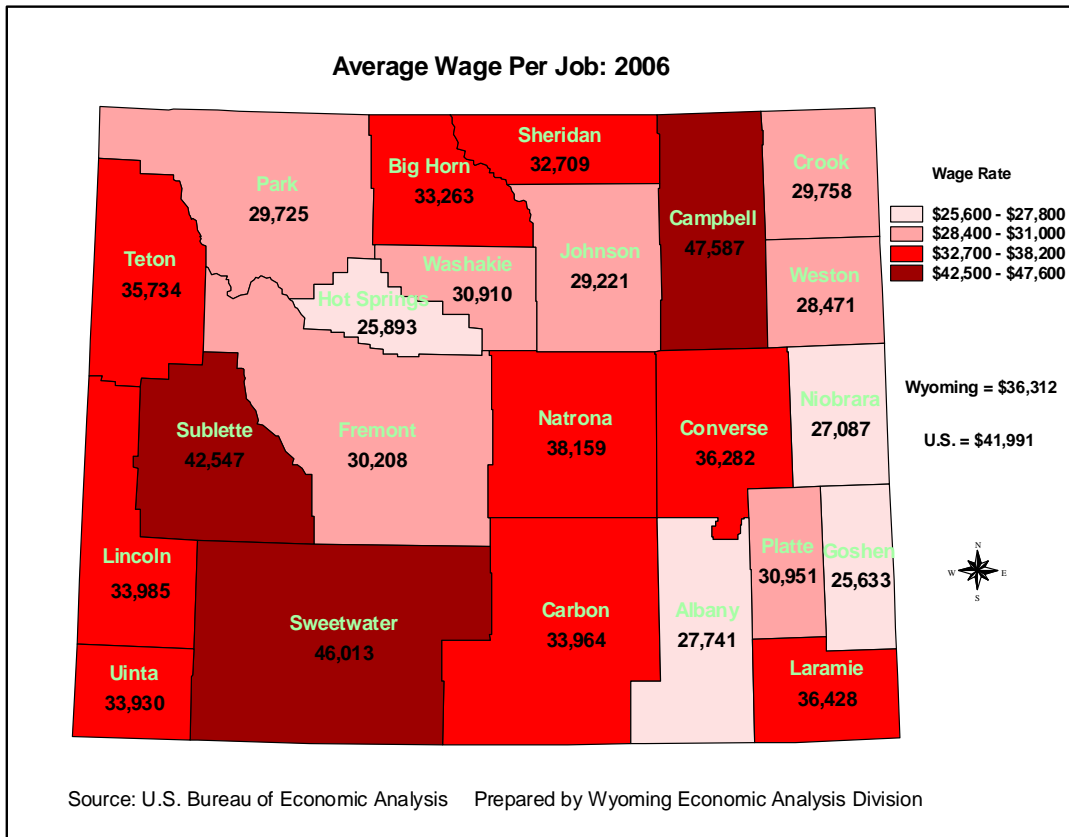 Average Wage Per Job: 2006
Sheridan
32,709
Big Horn
33,263
Park
29,725
Crook
29,758
Campbell
47,587
Teton
35,734
Washakie
30,910
Johnson
29,221
Weston
28,471
Hot Springs
25,893
Wage Rate
$25,600 - $27,800
$28,400 - $31,000
$32,700 - $38,200
$42,500 - $47,600
Wyoming = $36,312
U.S. = $41,991
Niobrara
27,087
Sublette
42,547
Fremont
30,208
Natrona
38,159
Converse
36,282
Lincoln
33,985
Platte
30,951
Goshen
25,633
Sweetwater
46,013
Carbon
33,964
Albany
27,741
Uinta
33,930
Laramie
36,428
N
W E
S
Source: U.S. Bureau of Economic Analysis Prepared by Wyoming Economic Analysis Division